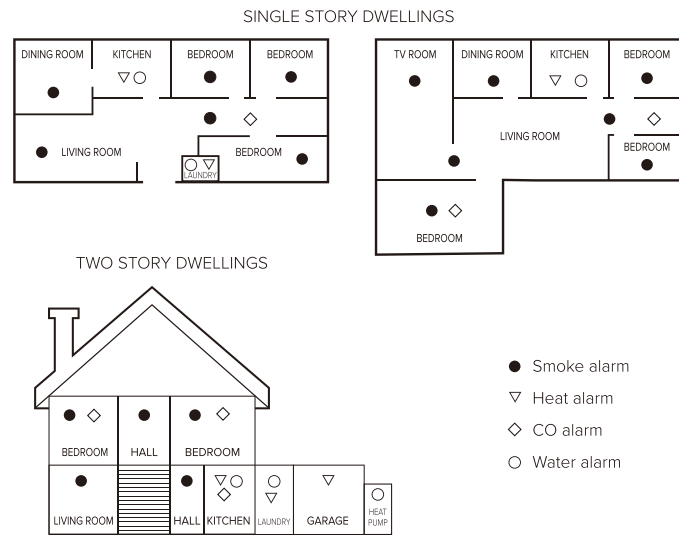 SINGLE STORY DWELLINGS
DINING ROOM
KITCHEN
BEDROOM
BEDROOM
LIVING ROOM
LAUNDRY
BEDROOM
TV ROOM
DINING ROOM
KITCHEN
BEDROOM
LIVING ROOM
BEDROOM
BEDROOM
TWO STORY DWELLINGS
BEDROOM
HALL
BEDROOM
LIVING ROOM
HALL
KITCHEN
LAUNDRY
GARAGE
HEAT
PUMP
Smoke alarm
Heat alarm
CO alarm
Water alarm